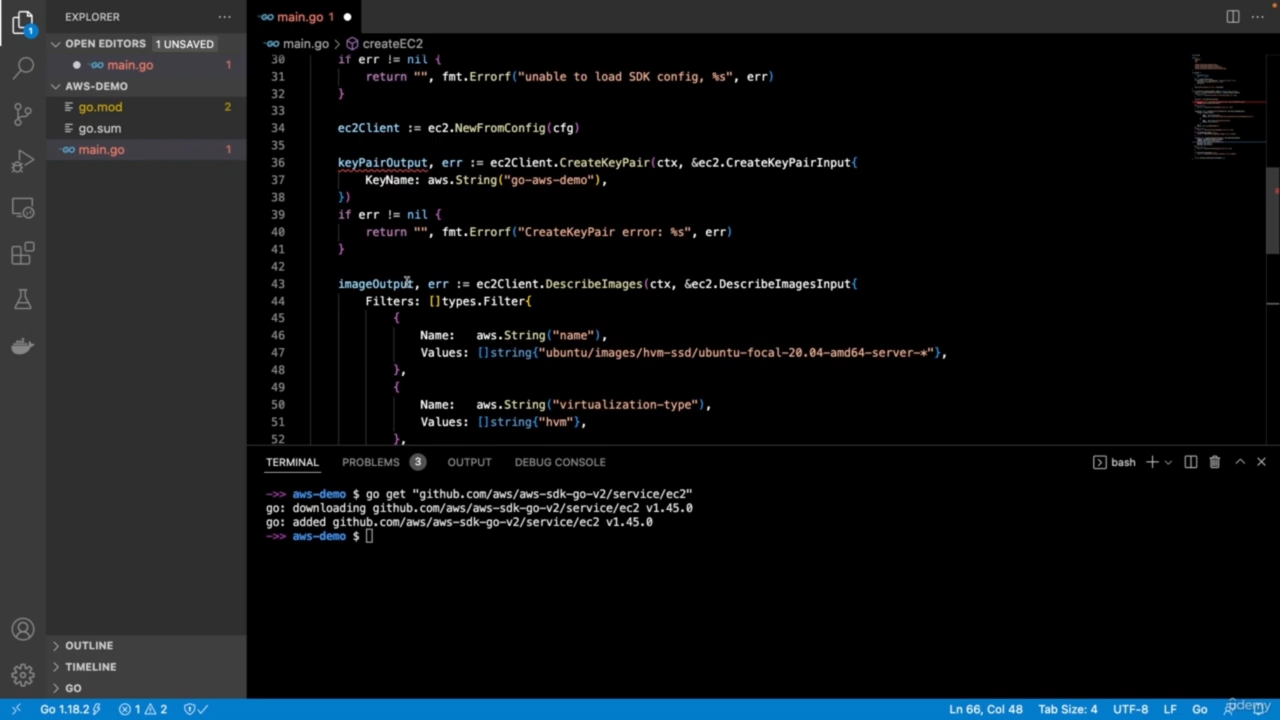 EXPLORER
main.go 1
OPEN EDITORS 1 UNSAVED
main.go > createEC2
main.go 1
AWS-DEMO
go.mod 2
go.sum
main.go 1
30 if err != nil {
31 return "", fmt.Errorf("unable to load SDK config, %s", err)
32 }
33
34 ec2Client := ec2.NewFromConfig(cfg)
35
36 keyPairOutput, err := ec2Client.CreateKeyPair(ctx, &ec2.CreateKeyPairInput{
37 KeyName: aws.String("go-aws-demo"),
38 })
39 if err != nil {
40 return "", fmt.Errorf("CreateKeyPair error: %s", err)
41 }
42
43 imageOutput, err := ec2Client.DescribeImages(ctx, &ec2.DescribeImagesInput{
44 Filters: []types.Filter{
45 {
46 Name: aws.String("name"),
47 Values: []string{"ubuntu/images/hvm-ssd/ubuntu-focal-20.04-amd64-server-*"},
48 },
49 {
50 Name: aws.String("virtualization-type"),
51 Values: []string{"hvm"},
52 },
TERMINAL PROBLEMS 3 OUTPUT DEBUG CONSOLE bash
->> aws-demo $ go get "github.com/aws/aws-sdk-go-v2/service/ec2"
go: downloading github.com/aws/aws-sdk-go-v2/service/ec2 v1.45.0
go: added github.com/aws/aws-sdk-go-v2/service/ec2 v1.45.0
->> aws-demo $
OUTLINE
TIMELINE
GO
1
Go 1.18.2 1 2 Ln 66, Col 48 Tab Size: 4 UTF-8 LF Go
udemy